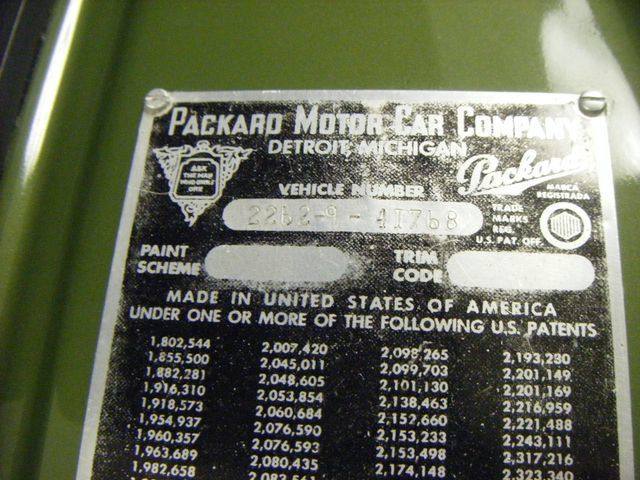 PACKARD MOTOR CAR COMPANY
DETROIT, MICHIGAN
ASK
THE MAN
WHO OWNS
ONE
Packard
VEHICLE NUMBER
MARCA
REGISTRADA
2262-9-41768
TRADE
MARKS
REG.
U.S. PAT. OFF.
PAINT
SCHEME
TRIM
CODE
MADE IN UNITED STATES OF AMERICA
UNDER ONE OR MORE OF THE FOLLOWING U.S. PATENTS
1,802,544 2,007,420 2,098,265 2,193,280
1,855,500 2,045,011 2,099,703 2,201,149
1,882,281 2,048,605 2,101,130 2,201,169
1,916,310 2,053,854 2,138,463 2,216,959
1,918,573 2,060,684 2,152,660 2,221,488
1,954,937 2,076,590 2,153,233 2,243,111
1,960,357 2,076,593 2,153,498 2,317,216
1,963,689 2,080,435 2,174,148 2,323,340
1,982,658 2,083,561